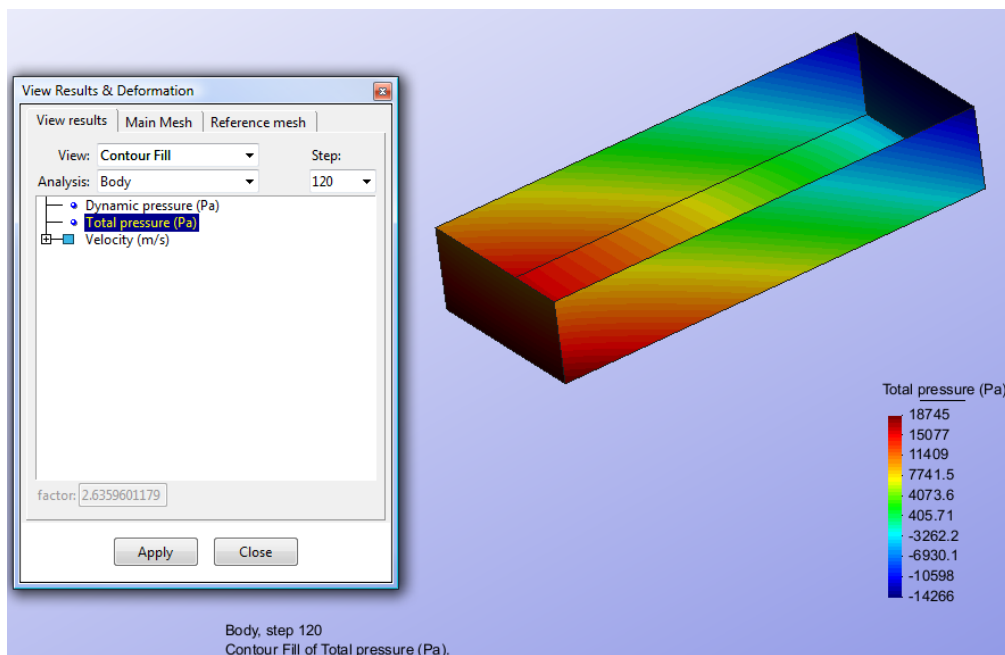 View Results & Deformation
View results Main Mesh Reference mesh
View: Contour Fill Step:
Analysis: Body 120
Dynamic pressure (Pa)
Total pressure (Pa)
Velocity (m/s)
factor: 2.6359601179
Apply Close
Total pressure (Pa)
18745
15077
11409
7741.5
4073.6
405.71
-3262.2
-6930.1
-10598
-14266
Body, step 120
Contour Fill of Total pressure (Pa).